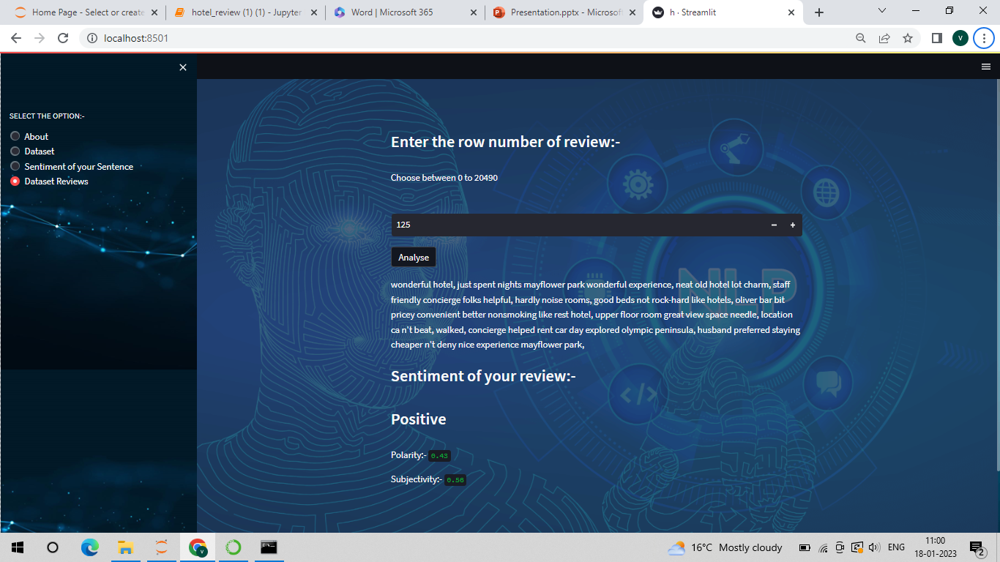 Home Page - Select or create
hotel_review (1) (1) - Jupyter
Word | Microsoft 365
Presentation.pptx - Microsoft
h · Streamlit
localhost:8501
V
SELECT THE OPTION:-
About
Dataset
Sentiment of your Sentence
Dataset Reviews
Enter the row number of review:-
Choose between 0 to 20490
125
Analyse
wonderful hotel, just spent nights mayflower park wonderful experience, neat old hotel lot charm, staff
friendly concierge folks helpful, hardly noise rooms, good beds not rock-hard like hotels, oliver bar bit
pricey convenient better nonsmoking like rest hotel, upper floor room great view space needle, location
ca n't beat, walked, concierge helped rent car day explored olympic peninsula, husband preferred staying
cheaper n't deny nice experience mayflower park,
Sentiment of your review:-
Positive
Polarity:- 0.43
Subjectivity:- 0.56
NLP
</>
16°C Mostly cloudy
ENG
11:00
18-01-2023
2